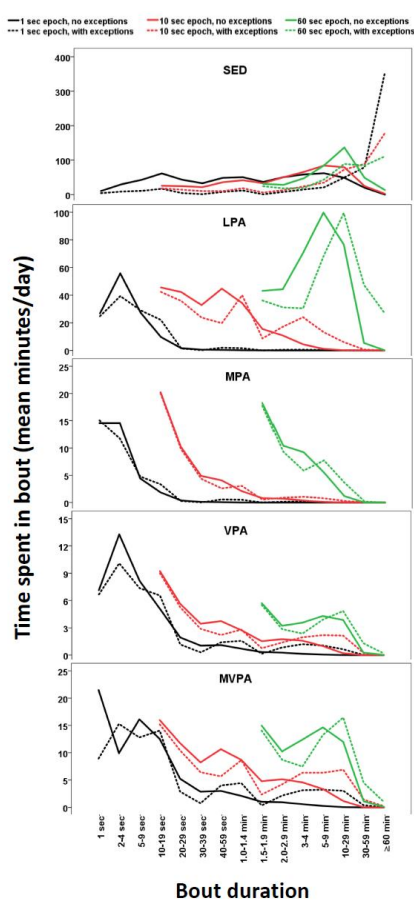 1 sec epoch, no exceptions 10 sec epoch, no exceptions 60 sec epoch, no exceptions
1 sec epoch, with exceptions 10 sec epoch, with exceptions 60 sec epoch, with exceptions
Time spent in bout (mean minutes/day)
SED
400
300
200
100
0
LPA
100
80
60
40
20
0
MPA
25
20
15
10
5
0
VPA
15
12
9
6
3
0
MVPA
25
20
15
10
5
0
1 sec
2-4 sec
5-9 sec
10-19 sec
20-29 sec
30-39 sec
40-59 sec
1.0-1.4 min
1.5-1.9 min
2.0-2.9 min
3-4 min
5-9 min
10-29 min
30-59 min
≥ 60 min
Bout duration